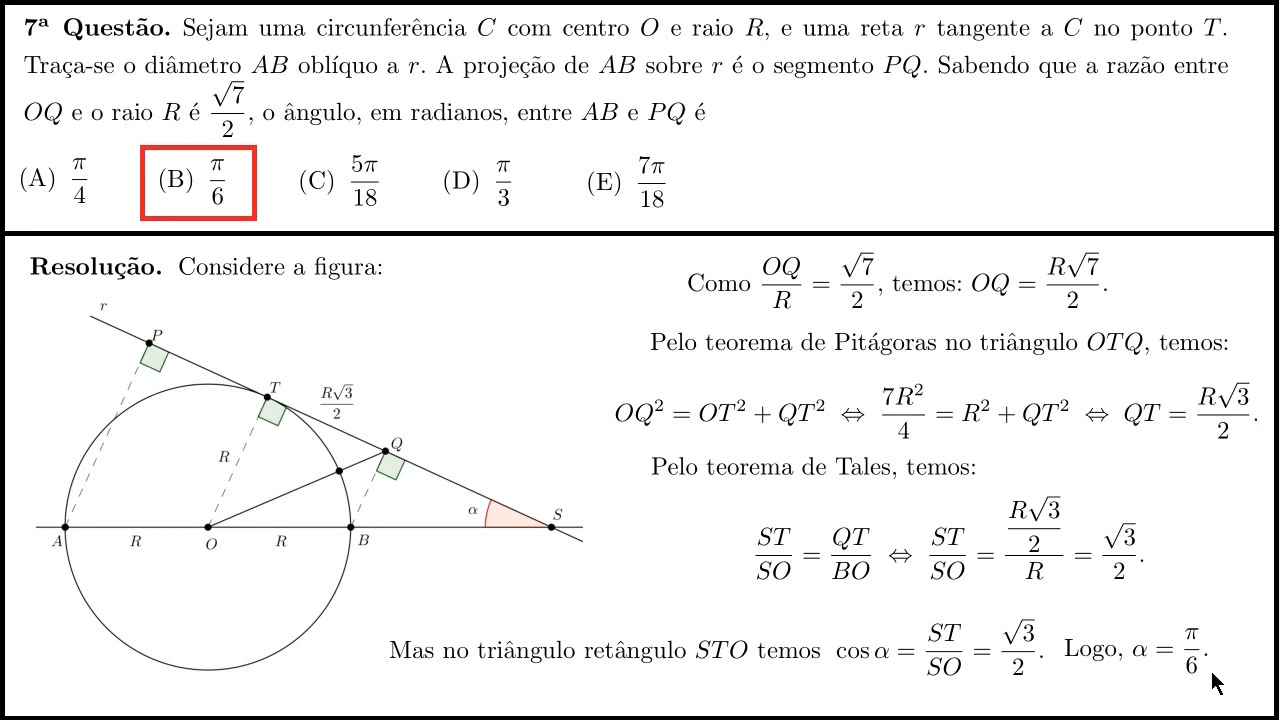 7ª Questão. Sejam uma circunferência C com centro O e raio R, e uma reta r tangente a C no ponto T.
Traça-se o diâmetro AB oblíquo a r. A projeção de AB sobre r é o segmento PQ. Sabendo que a razão entre
OQ e o raio R é √7/2, o ângulo, em radianos, entre AB e PQ é
(A) π/4 (B) π/6 (C) 5π/18 (D) π/3 (E) 7π/18
Resolução. Considere a figura:
r
P
T
R√3/2
Q
R
α
S
A
R
O
R
B
Como OQ/R = √7/2, temos: OQ = R√7/2.
Pelo teorema de Pitágoras no triângulo OTQ, temos:
OQ² = OT² + QT² ⇔ 7R²/4 = R² + QT² ⇔ QT = R√3/2.
Pelo teorema de Tales, temos:
ST/SO = QT/BO ⇔ ST/SO = (R√3/2)/R = √3/2.
Mas no triângulo retângulo STO temos cos α = ST/SO = √3/2. Logo, α = π/6.